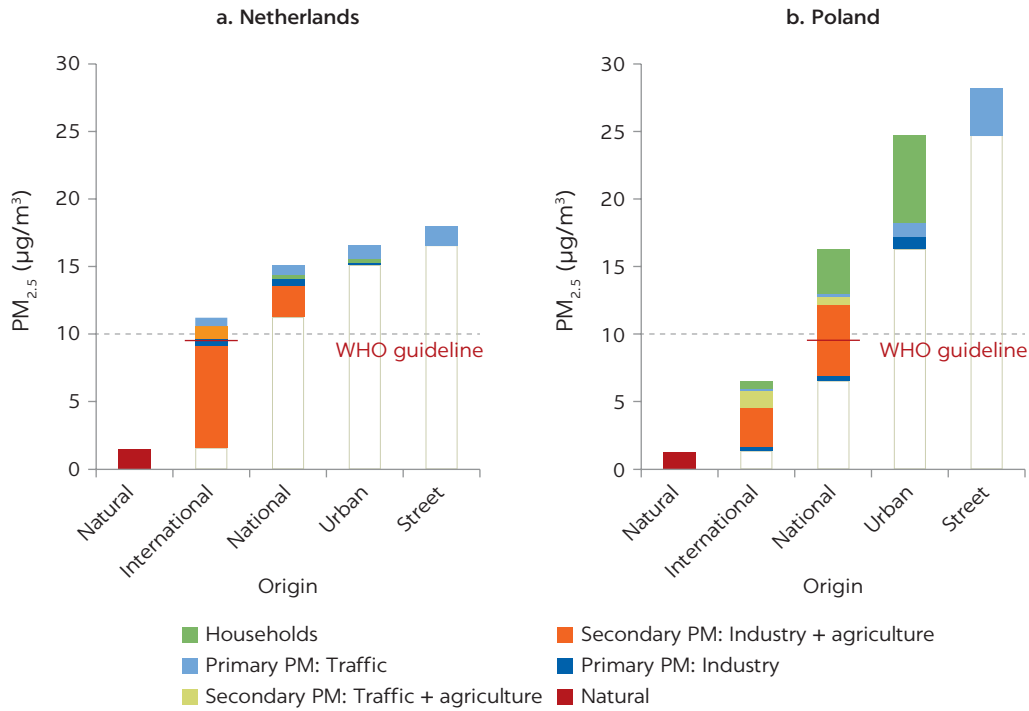 a. Netherlands
30
25
20
15
10
5
0
PM2.5 (µg/m³)
WHO guideline
Natural
International
National
Urban
Street
Origin
b. Poland
30
25
20
15
10
5
0
PM2.5 (µg/m³)
WHO guideline
Natural
International
National
Urban
Street
Origin
Households
Primary PM: Traffic
Secondary PM: Traffic + agriculture
Secondary PM: Industry + agriculture
Primary PM: Industry
Natural